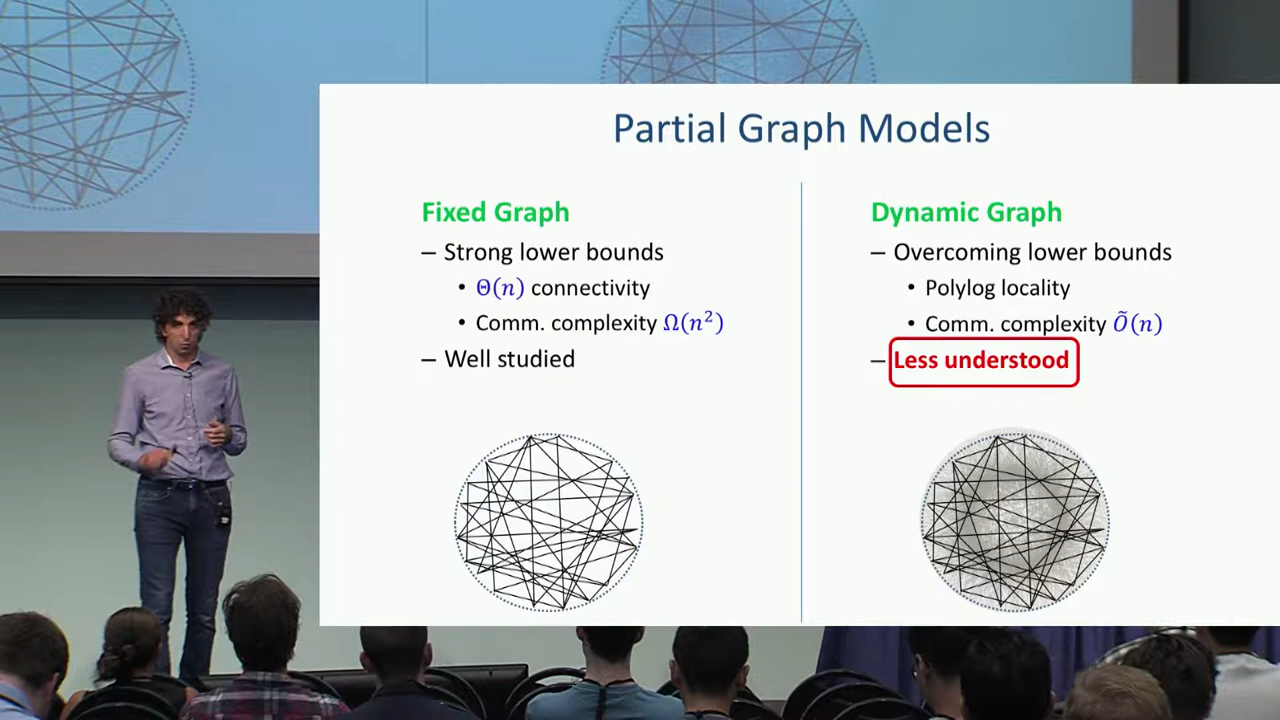 Partial Graph Models
Fixed Graph
– Strong lower bounds
• Θ(n) connectivity
• Comm. complexity Ω(n²)
– Well studied
Dynamic Graph
– Overcoming lower bounds
• Polylog locality
• Comm. complexity Õ(n)
– Less understood